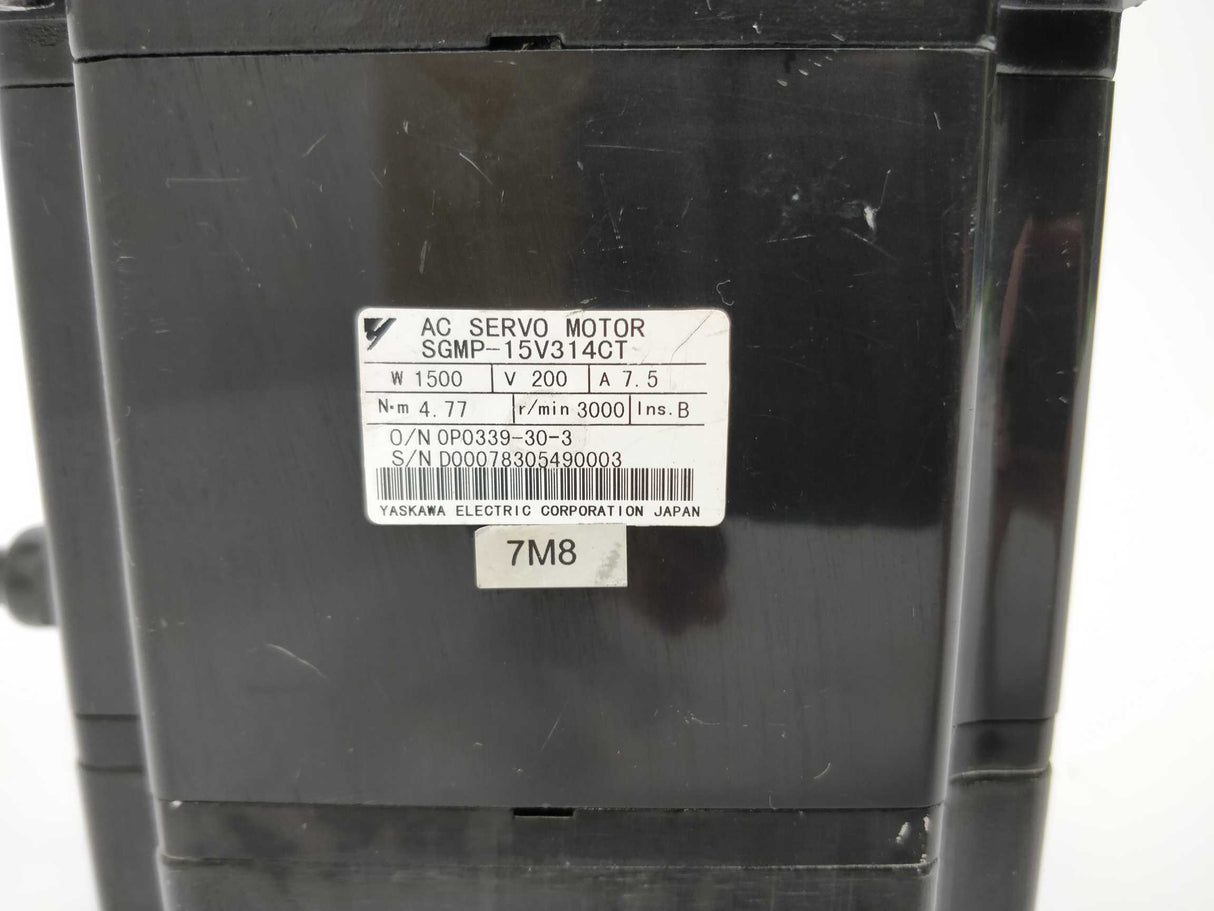 AC SERVO MOTOR
SGMP-15V314CT
W 1500 V 200 A 7.5
N·m 4.77 r/min 3000 Ins. B
O/N 0P0339-30-3
S/N D00078305490003
YASKAWA ELECTRIC CORPORATION JAPAN
7M8